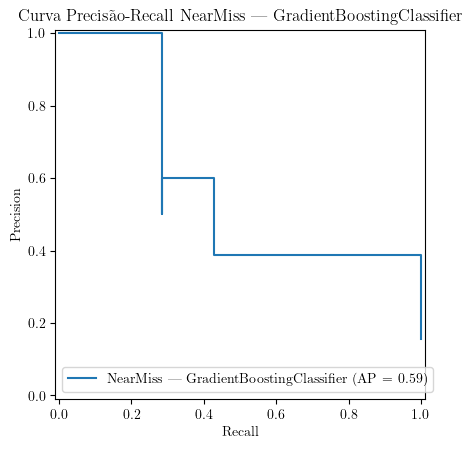 Curva Precisão-Recall NearMiss — GradientBoostingClassifier
1.0
0.8
0.6
0.4
0.2
0.0
Precision
NearMiss — GradientBoostingClassifier (AP = 0.59)
0.0 0.2 0.4 0.6 0.8 1.0
Recall